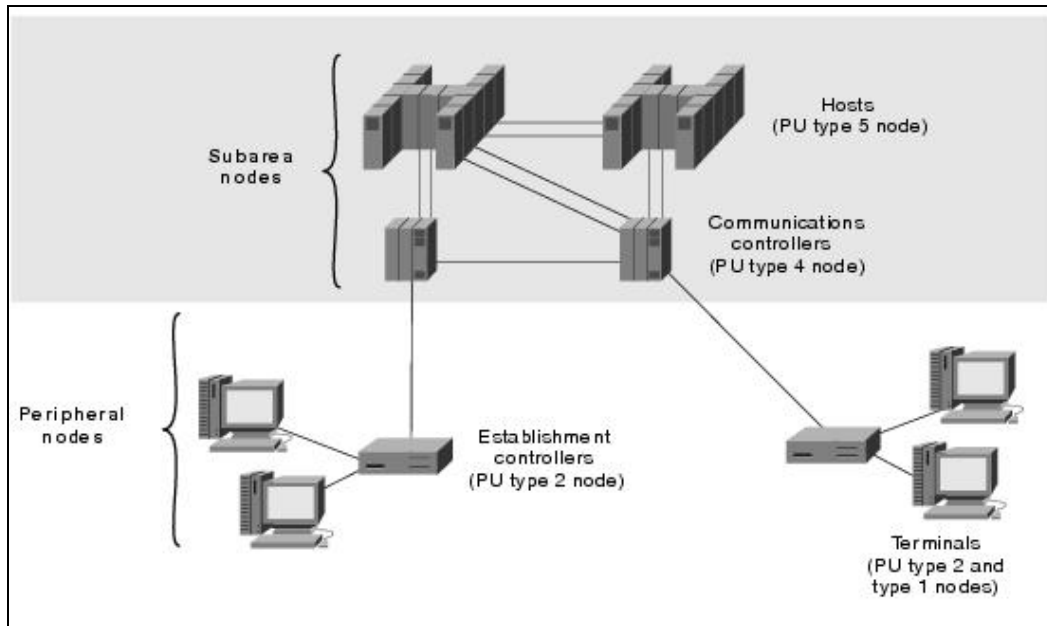 Hosts
(PU type 5 node)
Subarea
nodes
Communications
controllers
(PU type 4 node)
Peripheral
nodes
Establishment
controllers
(PU type 2 node)
Terminals
(PU type 2 and
type 1 nodes)